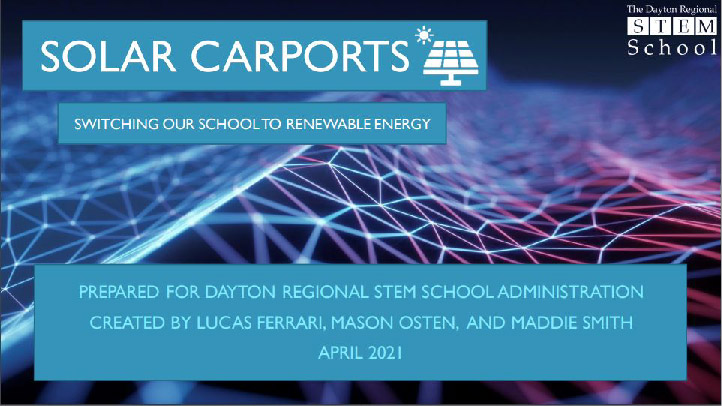 SOLAR CARPORTS
The Dayton Regional
STEM
School
SWITCHING OUR SCHOOL TO RENEWABLE ENERGY
PREPARED FOR DAYTON REGIONAL STEM SCHOOL ADMINISTRATION
CREATED BY LUCAS FERRARI, MASON OSTEN, AND MADDIE SMITH
APRIL 2021